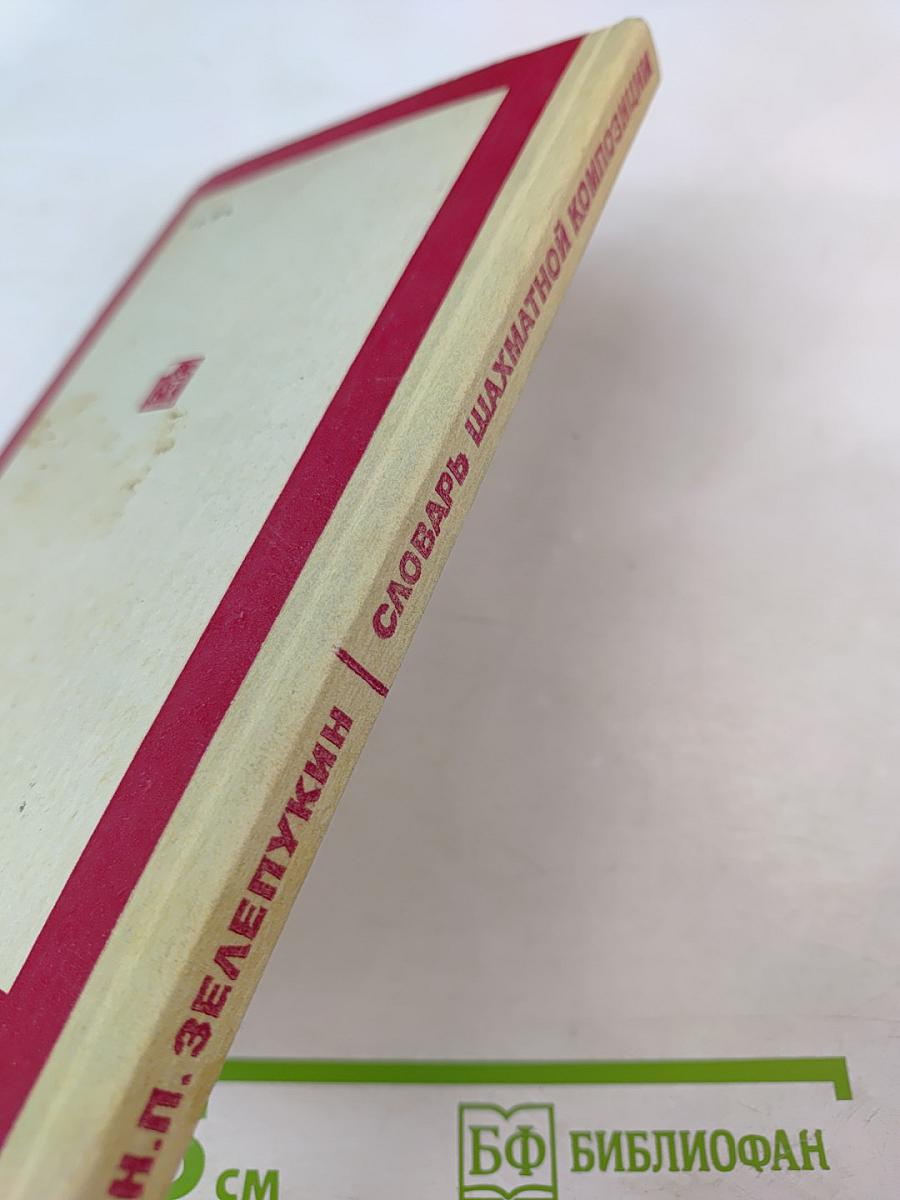 Н.П. ЗЕЛЕПУКИН | СЛОВАРЬ ШАХМАТНОЙ КОМПОЗИЦИИ
см
БФ БИБЛИОФАН